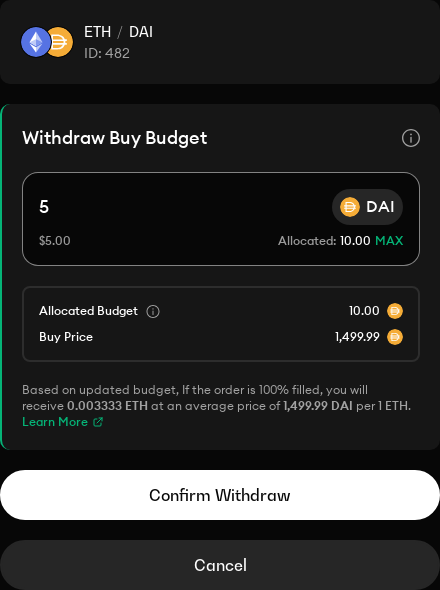 ETH / DAI
ID: 482
Withdraw Buy Budget
5
DAI
$5.00
Allocated: 10.00 MAX
Allocated Budget
10.00
Buy Price
1,499.99
Based on updated budget, If the order is 100% filled, you will
receive 0.003333 ETH at an average price of 1,499.99 DAI per 1 ETH.
Learn More
Confirm Withdraw
Cancel